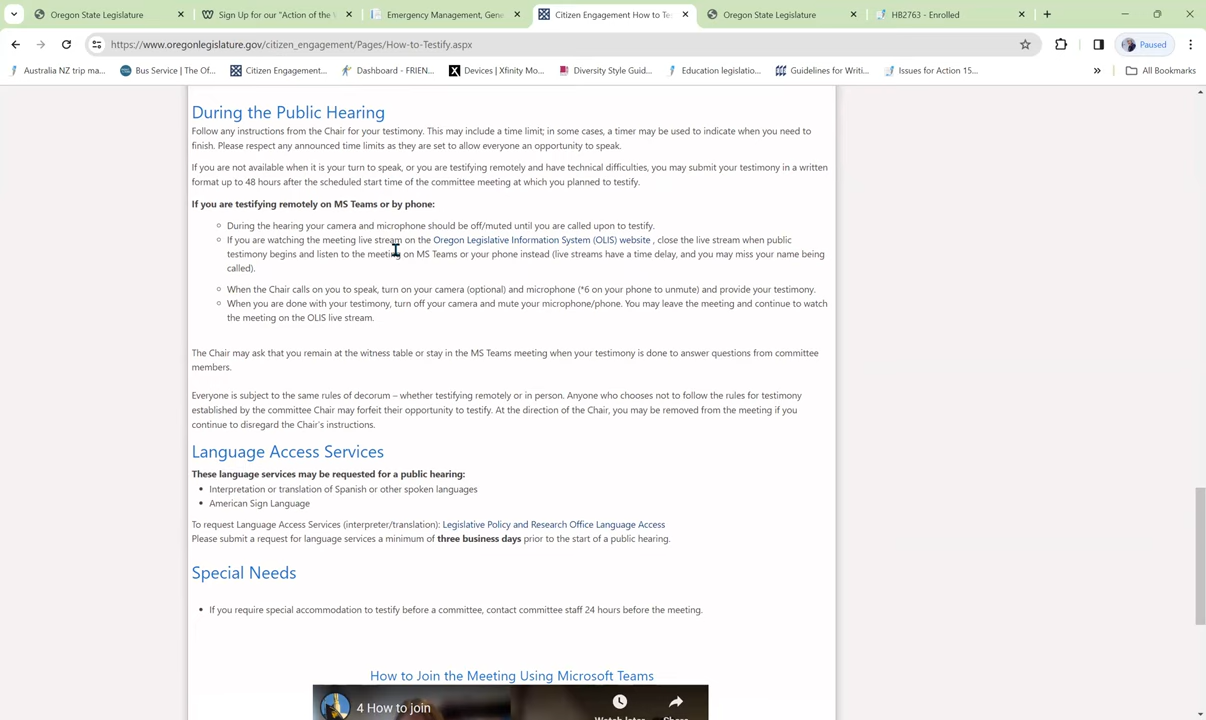 Oregon State Legislature
Sign Up for our "Action of the
Emergency Management, Gene
Citizen Engagement How to Te
Oregon State Legislature
HB2763 - Enrolled
https://www.oregonlegislature.gov/citizen_engagement/Pages/How-to-Testify.aspx
Paused
Australia NZ trip ma...
Bus Service | The Of...
Citizen Engagement...
Dashboard - FRIEN...
Devices | Xfinity Mo...
Diversity Style Guid...
Education legislatio...
Guidelines for Writi...
Issues for Action 15...
»
All Bookmarks
During the Public Hearing
Follow any instructions from the Chair for your testimony. This may include a time limit; in some cases, a timer may be used to indicate when you need to
finish. Please respect any announced time limits as they are set to allow everyone an opportunity to speak.
If you are not available when it is your turn to speak, or you are testifying remotely and have technical difficulties, you may submit your testimony in a written
format up to 48 hours after the scheduled start time of the committee meeting at which you planned to testify.
If you are testifying remotely on MS Teams or by phone:
During the hearing your camera and microphone should be off/muted until you are called upon to testify.
If you are watching the meeting live stream on the Oregon Legislative Information System (OLIS) website , close the live stream when public
testimony begins and listen to the meeting on MS Teams or your phone instead (live streams have a time delay, and you may miss your name being
called).
When the Chair calls on you to speak, turn on your camera (optional) and microphone (*6 on your phone to unmute) and provide your testimony.
When you are done with your testimony, turn off your camera and mute your microphone/phone. You may leave the meeting and continue to watch
the meeting on the OLIS live stream.
The Chair may ask that you remain at the witness table or stay in the MS Teams meeting when your testimony is done to answer questions from committee
members.
Everyone is subject to the same rules of decorum – whether testifying remotely or in person. Anyone who chooses not to follow the rules for testimony
established by the committee Chair may forfeit their opportunity to testify. At the direction of the Chair, you may be removed from the meeting if you
continue to disregard the Chair's instructions.
Language Access Services
These language services may be requested for a public hearing:
Interpretation or translation of Spanish or other spoken languages
American Sign Language
To request Language Access Services (interpreter/translation): Legislative Policy and Research Office Language Access
Please submit a request for language services a minimum of three business days prior to the start of a public hearing.
Special Needs
If you require special accommodation to testify before a committee, contact committee staff 24 hours before the meeting.
How to Join the Meeting Using Microsoft Teams
4 How to join
Watch later
Share